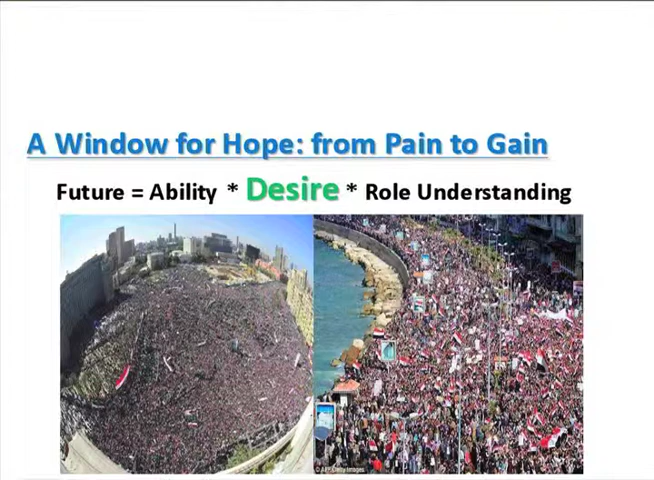 A Window for Hope: from Pain to Gain
Future = Ability * Desire * Role Understanding